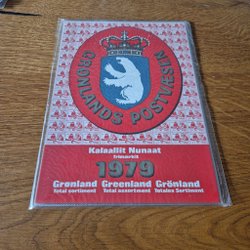 GRØNLANDS POSTVÆSEN
Kalaallit Nunaat
frimærkit
1979
Grønland Greenland Grönland
Total sortiment Total assortment Totales Sortiment